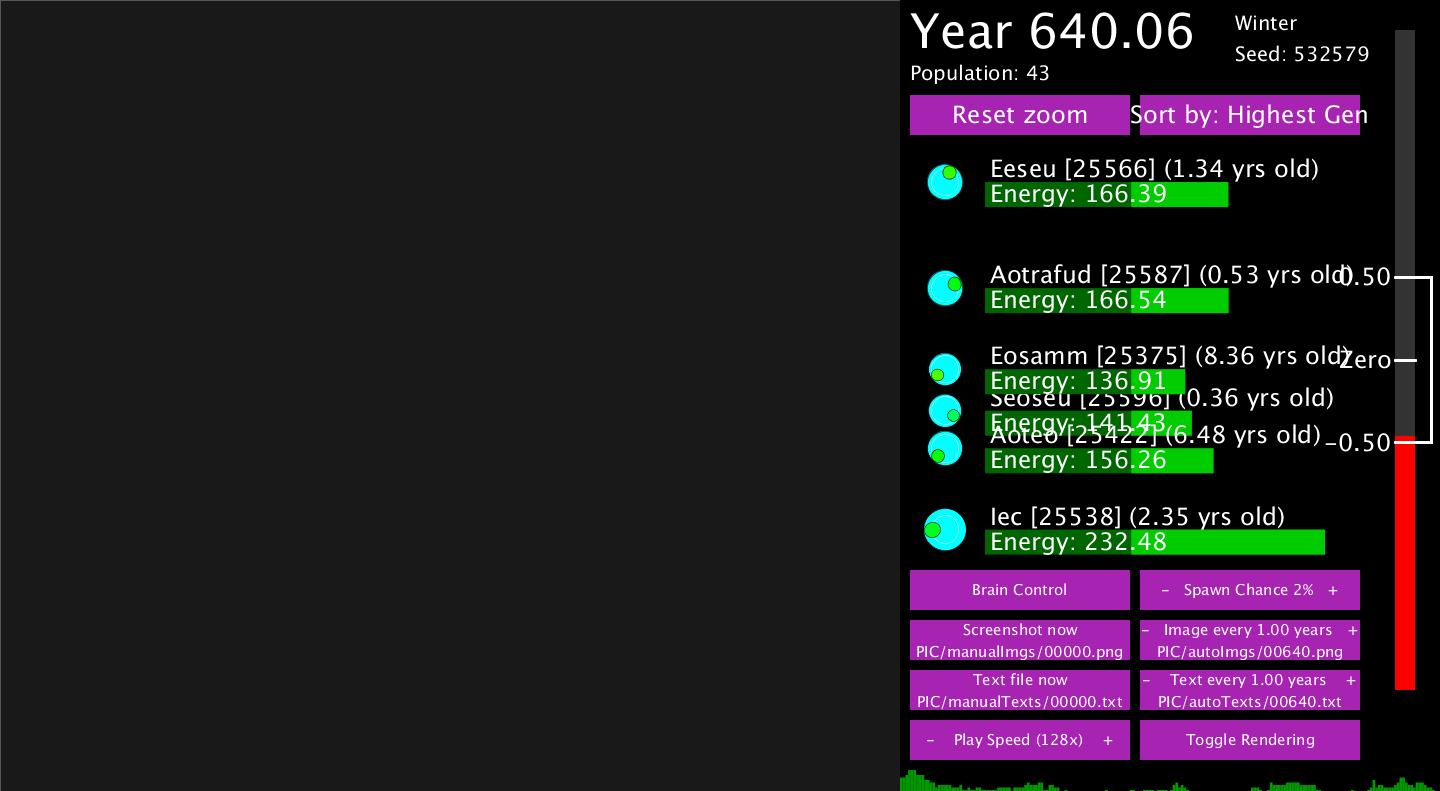 Year 640.06
Winter
Seed: 532579
Population: 43
Reset zoom
Sort by: Highest Gen
Eeseu [25566] (1.34 yrs old)
Energy: 166.39
Aotrafud [25587] (0.53 yrs old)
0.50
Energy: 166.54
Eosamm [25375] (8.36 yrs old)
Zero
Energy: 136.91
Seoseu [25596] (0.36 yrs old)
Energy: 141.43
Aoteo [25422] (6.48 yrs old)
-0.50
Energy: 156.26
Iec [25538] (2.35 yrs old)
Energy: 232.48
Brain Control
- Spawn Chance 2% +
Screenshot now
PIC/manualImgs/00000.png
- Image every 1.00 years +
PIC/autoImgs/00640.png
Text file now
PIC/manualTexts/00000.txt
- Text every 1.00 years +
PIC/autoTexts/00640.txt
- Play Speed (128x) +
Toggle Rendering